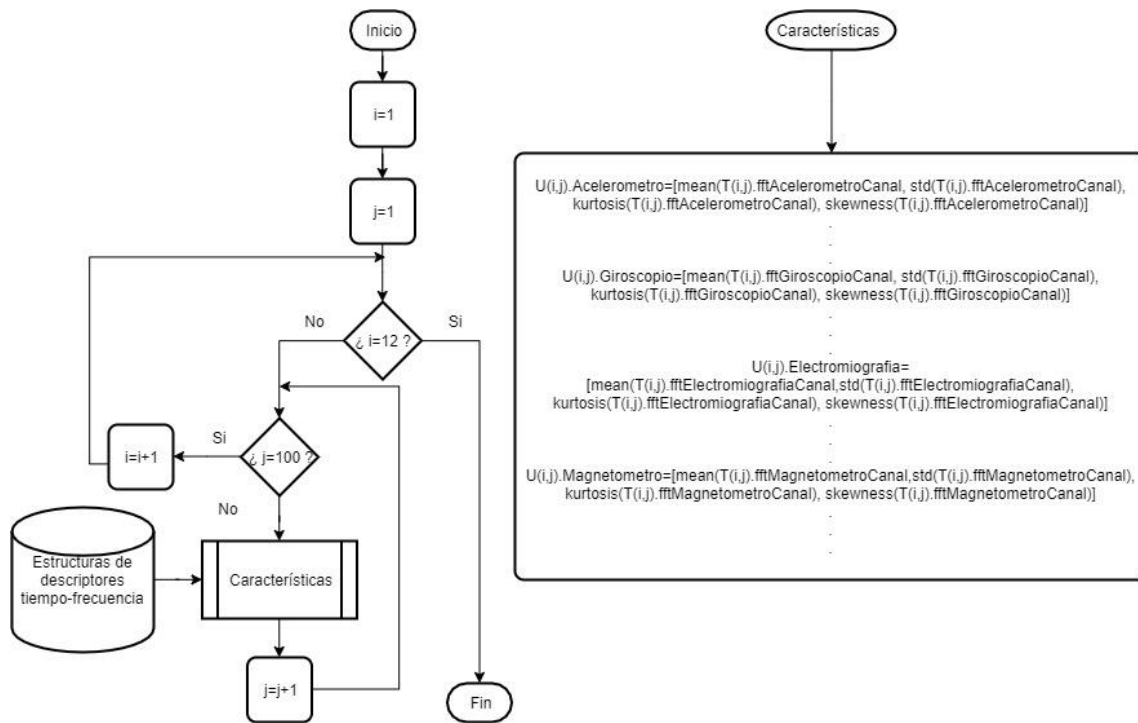 Inicio
i=1
j=1
¿ i=12 ?
No
Si
¿ j=100 ?
Si
i=i+1
No
Estructuras de
descriptores
tiempo-frecuencia
Características
j=j+1
Fin
Características
U(i,j).Acelerometro=[mean(T(i,j).fftAcelerometroCanal, std(T(i,j).fftAcelerometroCanal),
kurtosis(T(i,j).fftAcelerometroCanal), skewness(T(i,j).fftAcelerometroCanal)]
.
.
.
U(i,j).Giroscopio=[mean(T(i,j).fftGiroscopioCanal, std(T(i,j).fftGiroscopioCanal),
kurtosis(T(i,j).fftGiroscopioCanal), skewness(T(i,j).fftGiroscopioCanal)]
.
.
.
U(i,j).Electromiografia=
[mean(T(i,j).fftElectromiografiaCanal,std(T(i,j).fftElectromiografiaCanal),
kurtosis(T(i,j).fftElectromiografiaCanal), skewness(T(i,j).fftElectromiografiaCanal)]
.
.
.
U(i,j).Magnetometro=[mean(T(i,j).fftMagnetometroCanal,std(T(i,j).fftMagnetometroCanal),
kurtosis(T(i,j).fftMagnetometroCanal), skewness(T(i,j).fftMagnetometroCanal)]
.
.
.